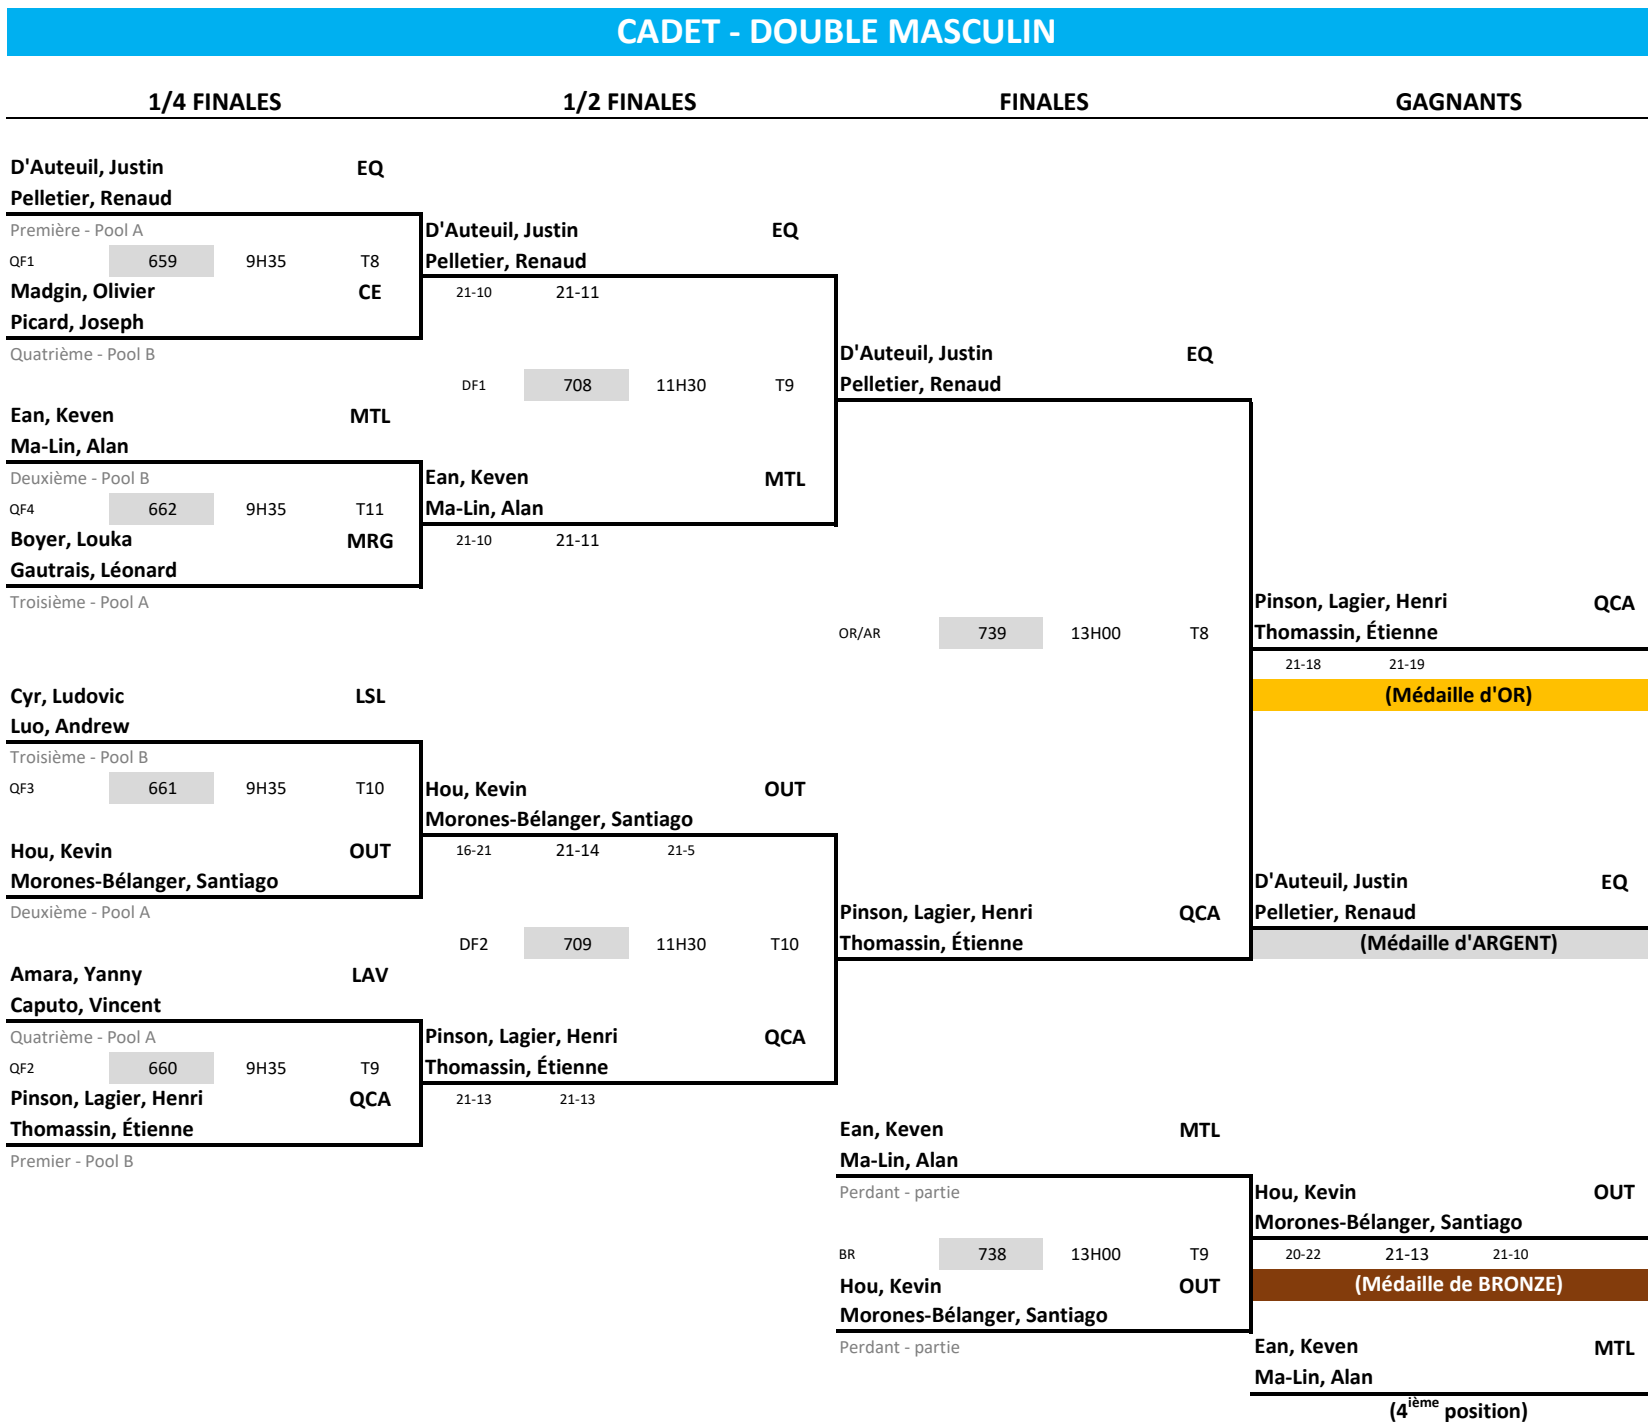 CADET - DOUBLE MASCULIN
1/4 FINALES 1/2 FINALES FINALES GAGNANTS
D'Auteuil, Justin EQ
Pelletier, Renaud
Première - Pool A
QF1 659 9H35 T8
Madgin, Olivier CE
Picard, Joseph
Quatrième - Pool B
Ean, Keven MTL
Ma-Lin, Alan
Deuxième - Pool B
QF4 662 9H35 T11
Boyer, Louka MRG
Gautrais, Léonard
Troisième - Pool A
Cyr, Ludovic LSL
Luo, Andrew
Troisième - Pool B
QF3 661 9H35 T10
Hou, Kevin OUT
Morones-Bélanger, Santiago
Deuxième - Pool A
Amara, Yanny LAV
Caputo, Vincent
Quatrième - Pool A
QF2 660 9H35 T9
Pinson, Lagier, Henri QCA
Thomassin, Étienne
Premier - Pool B
D'Auteuil, Justin EQ
Pelletier, Renaud
21-10 21-11
DF1 708 11H30 T9
Ean, Keven MTL
Ma-Lin, Alan
21-10 21-11
Hou, Kevin OUT
Morones-Bélanger, Santiago
16-21 21-14 21-5
DF2 709 11H30 T10
Pinson, Lagier, Henri QCA
Thomassin, Étienne
21-13 21-13
D'Auteuil, Justin EQ
Pelletier, Renaud
OR/AR 739 13H00 T8
Pinson, Lagier, Henri QCA
Thomassin, Étienne
Ean, Keven MTL
Ma-Lin, Alan
Perdant - partie
BR 738 13H00 T9
Hou, Kevin OUT
Morones-Bélanger, Santiago
Perdant - partie
Pinson, Lagier, Henri QCA
Thomassin, Étienne
21-18 21-19
(Médaille d'OR)
D'Auteuil, Justin EQ
Pelletier, Renaud
(Médaille d'ARGENT)
Hou, Kevin OUT
Morones-Bélanger, Santiago
20-22 21-13 21-10
(Médaille de BRONZE)
Ean, Keven MTL
Ma-Lin, Alan
(4ième position)